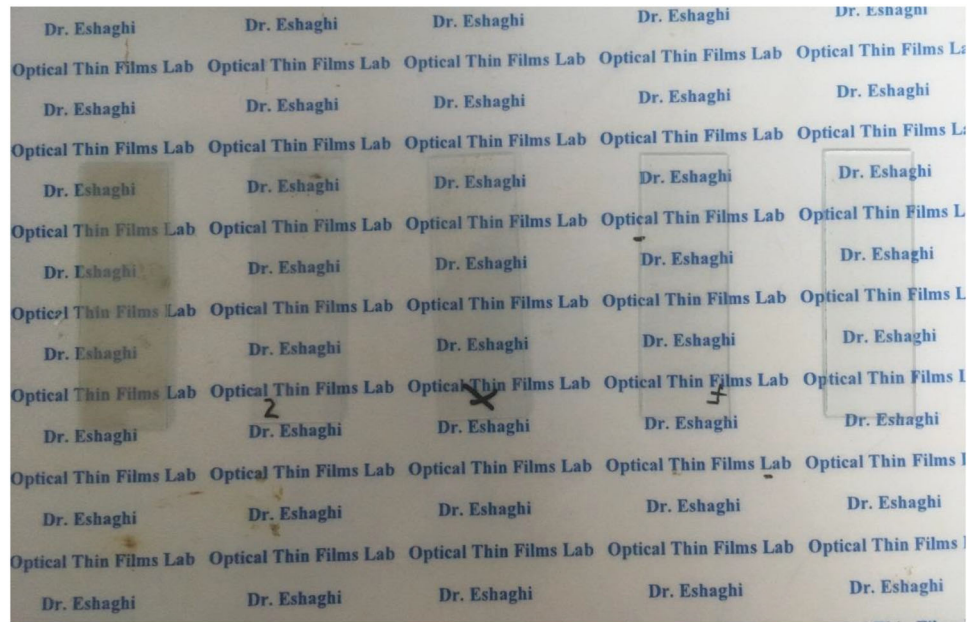 Dr. Eshaghi Dr. Eshaghi Dr. Eshaghi Dr. Eshaghi Dr. Eshaghi
Optical Thin Films Lab Optical Thin Films Lab Optical Thin Films Lab Optical Thin Films Lab Optical Thin Films La
Dr. Eshaghi Dr. Eshaghi Dr. Eshaghi Dr. Eshaghi Dr. Eshaghi
Optical Thin Films Lab Optical Thin Films Lab Optical Thin Films Lab Optical Thin Films Lab Optical Thin Films La
Dr. Eshaghi Dr. Eshaghi Dr. Eshaghi Dr. Eshaghi Dr. Eshaghi
Optical Thin Films Lab Optical Thin Films Lab Optical Thin Films Lab Optical Thin Films Lab Optical Thin Films L
Dr. Eshaghi Dr. Eshaghi Dr. Eshaghi Dr. Eshaghi Dr. Eshaghi
Optical Thin Films Lab Optical Thin Films Lab Optical Thin Films Lab Optical Thin Films Lab Optical Thin Films L
Dr. Eshaghi Dr. Eshaghi Dr. Eshaghi Dr. Eshaghi Dr. Eshaghi
Optical Thin Films Lab Optical Thin Films Lab Optical Thin Films Lab Optical Thin Films Lab Optical Thin Films L
2
Dr. Eshaghi Dr. Eshaghi Dr. Eshaghi Dr. Eshaghi Dr. Eshaghi
Optical Thin Films Lab Optical Thin Films Lab Optical Thin Films Lab Optical Thin Films Lab Optical Thin Films
Dr. Eshaghi Dr. Eshaghi Dr. Eshaghi Dr. Eshaghi Dr. Eshaghi
Optical Thin Films Lab Optical Thin Films Lab Optical Thin Films Lab Optical Thin Films Lab Optical Thin Films
Dr. Eshaghi Dr. Eshaghi Dr. Eshaghi Dr. Eshaghi Dr. Eshaghi